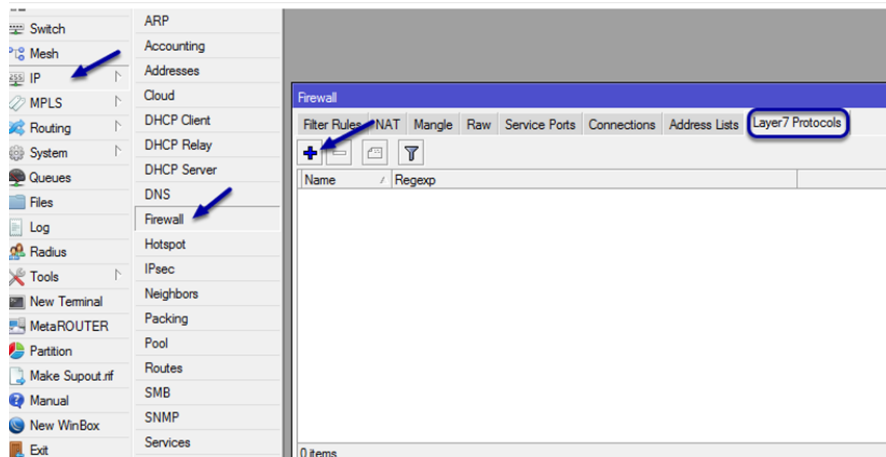 Switch
Mesh
IP
MPLS
Routing
System
Queues
Files
Log
Radius
Tools
New Terminal
MetaROUTER
Partition
Make Supout.rif
Manual
New WinBox
Exit
ARP
Accounting
Addresses
Cloud
DHCP Client
DHCP Relay
DHCP Server
DNS
Firewall
Hotspot
IPsec
Neighbors
Packing
Pool
Routes
SMB
SNMP
Services
Firewall
Filter Rules NAT Mangle Raw Service Ports Connections Address Lists Layer7 Protocols
Name / Regexp
0 items